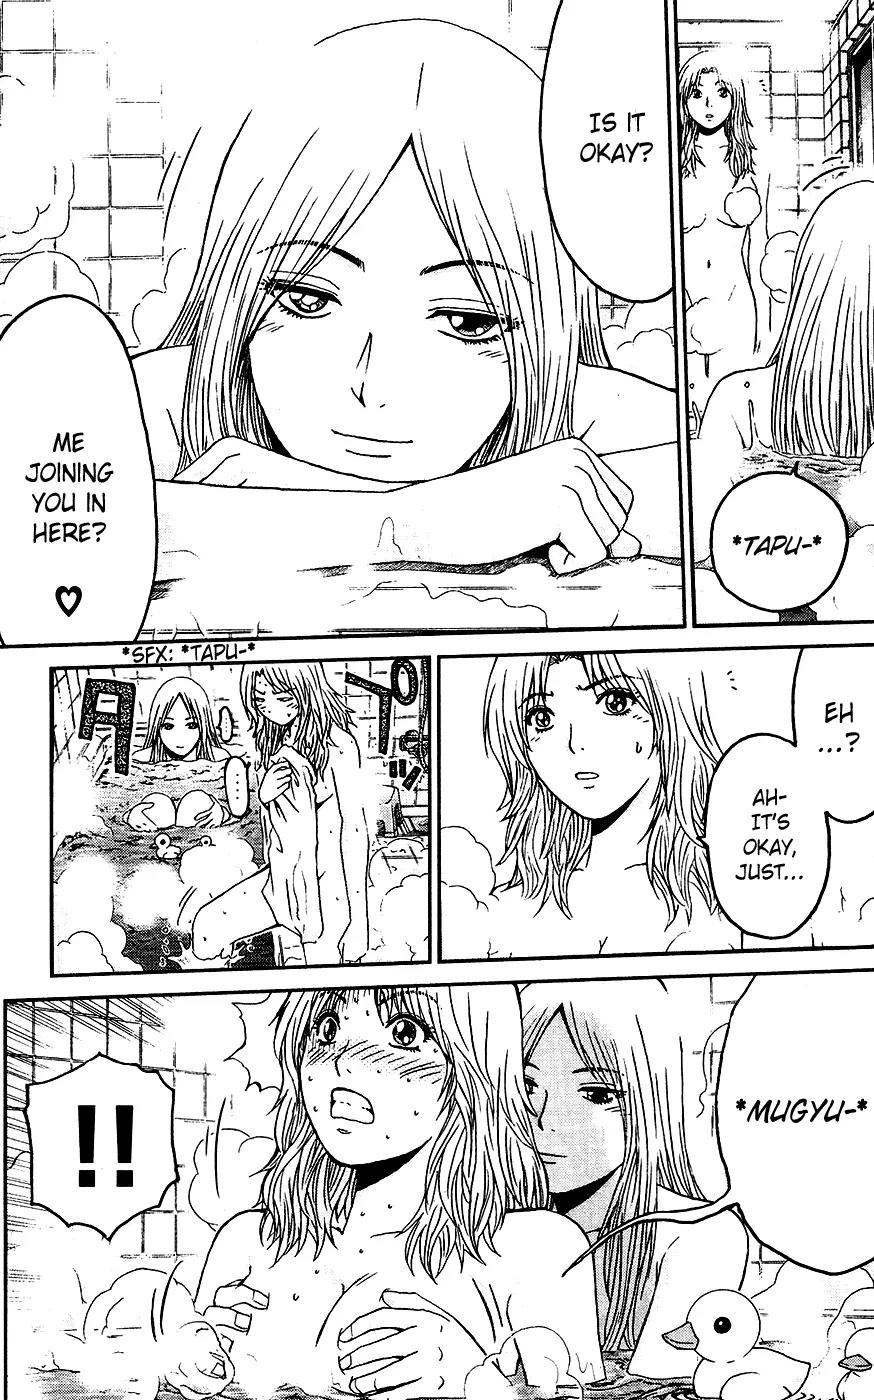 IS IT
OKAY?
*TAPU-*
ME
JOINING
YOU IN
HERE?
♡
*SFX: *TAPU-*
EH
...?
AH-
IT'S
OKAY,
JUST...
....
*MUGYU-*
!!